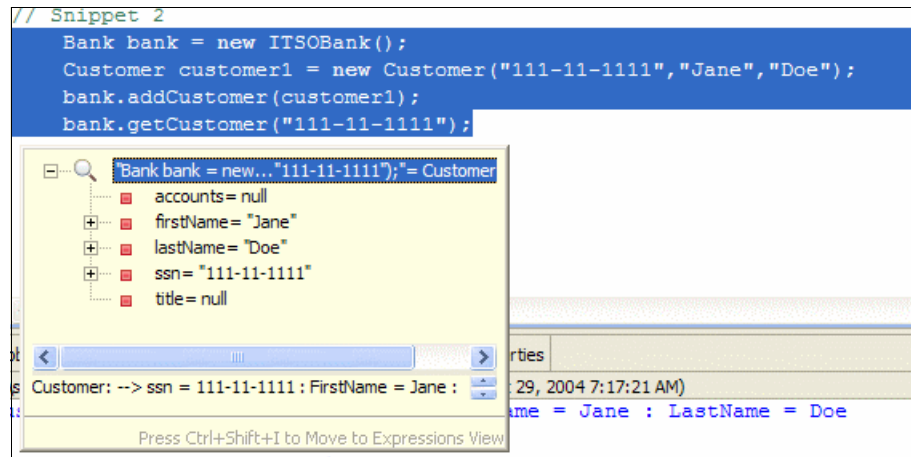 // Snippet 2
Bank bank = new ITSOBank();
Customer customer1 = new Customer("111-11-1111","Jane","Doe");
bank.addCustomer(customer1);
bank.getCustomer("111-11-1111");
"Bank bank = new..."111-11-1111");"= Customer
accounts= null
firstName= "Jane"
lastName= "Doe"
ssn= "111-11-1111"
title= null
rties
Customer: --> ssn = 111-11-1111 : FirstName = Jane :
29, 2004 7:17:21 AM)
ame = Jane : LastName = Doe
Press Ctrl+Shift+I to Move to Expressions View